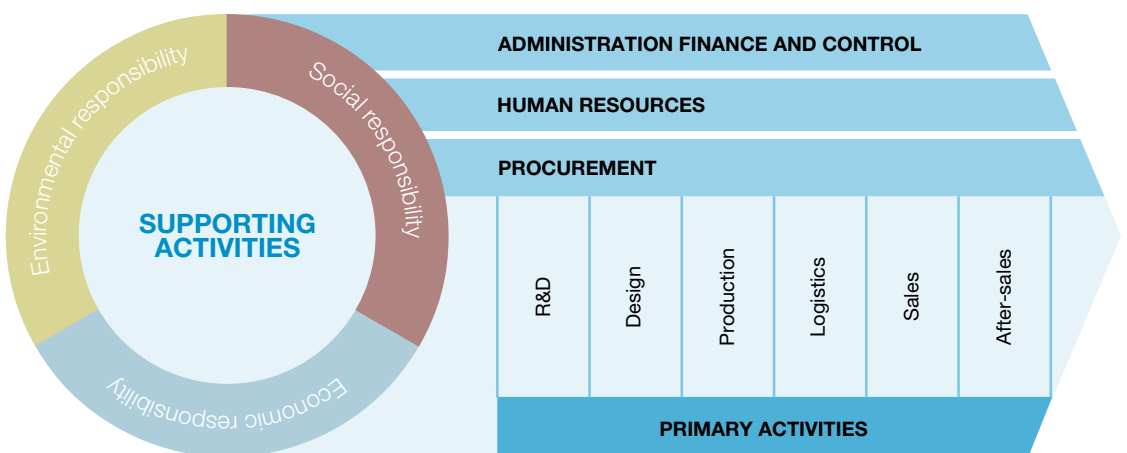 Environmental responsibility
Social responsibility
Economic responsibility
SUPPORTING
ACTIVITIES
ADMINISTRATION FINANCE AND CONTROL
HUMAN RESOURCES
PROCUREMENT
R&D
Design
Production
Logistics
Sales
After-sales
PRIMARY ACTIVITIES